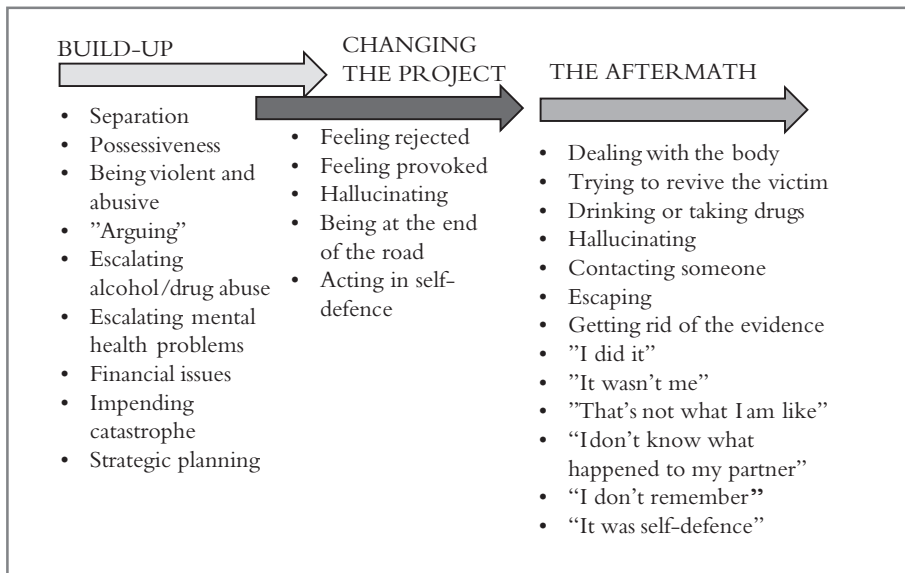 BUILD-UP
• Separation
• Possessiveness
• Being violent and
abusive
• ”Arguing”
• Escalating
alcohol/drug abuse
• Escalating mental
health problems
• Financial issues
• Impending
catastrophe
• Strategic planning
CHANGING
THE PROJECT
• Feeling rejected
• Feeling provoked
• Hallucinating
• Being at the end
of the road
• Acting in self-
defence
THE AFTERMATH
• Dealing with the body
• Trying to revive the victim
• Drinking or taking drugs
• Hallucinating
• Contacting someone
• Escaping
• Getting rid of the evidence
• ”I did it”
• ”It wasn’t me”
• ”That’s not what I am like”
• “I don’t know what
happened to my partner”
• “I don’t remember”
• “It was self-defence”